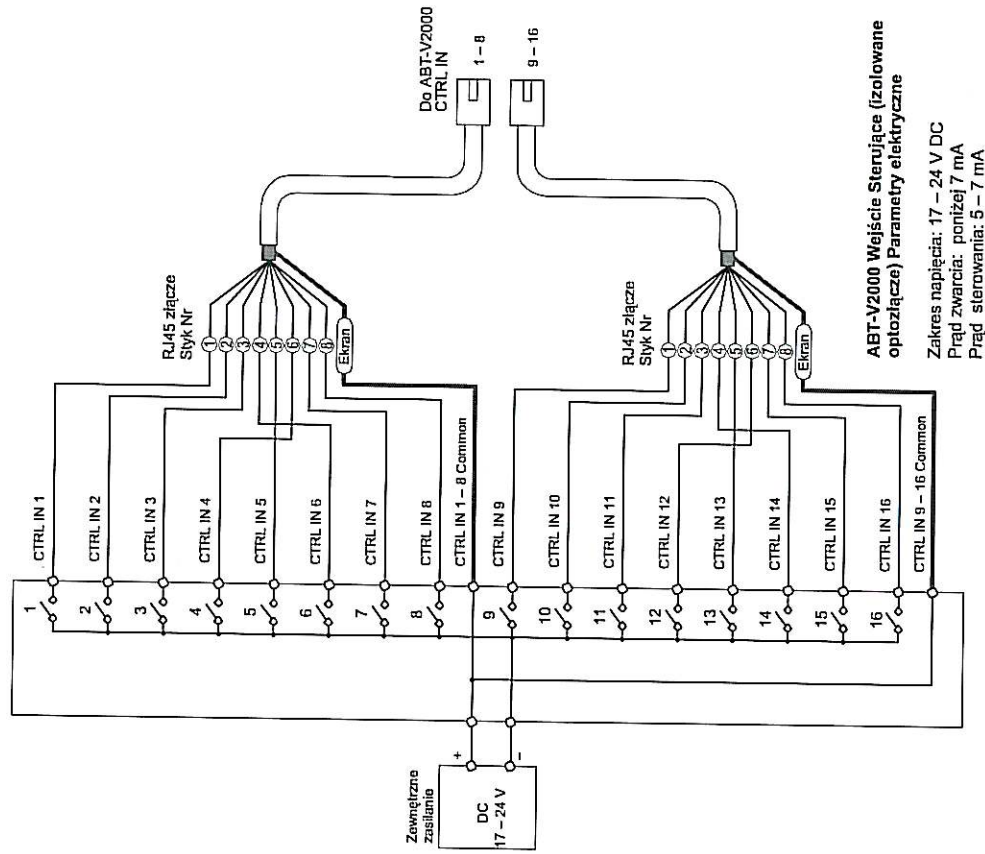 Do ABT-V2000
CTRL IN
1 – 8
9 – 16
RJ45 złącze
Styk Nr
1
2
3
4
5
6
7
8
Ekran
RJ45 złącze
Styk Nr
1
2
3
4
5
6
7
8
Ekran
CTRL IN 1
CTRL IN 2
CTRL IN 3
CTRL IN 4
CTRL IN 5
CTRL IN 6
CTRL IN 7
CTRL IN 8
CTRL IN 1 – 8 Common
CTRL IN 9
CTRL IN 10
CTRL IN 11
CTRL IN 12
CTRL IN 13
CTRL IN 14
CTRL IN 15
CTRL IN 16
CTRL IN 9 – 16 Common
1
2
3
4
5
6
7
8
9
10
11
12
13
14
15
16
Zewnętrzne
zasilanie
DC
17 – 24 V
+
–
ABT-V2000 Wejście Sterujące (izolowane
optozłącze) Parametry elektryczne
Zakres napięcia: 17 – 24 V DC
Prąd zwarcia: poniżej 7 mA
Prąd sterowania: 5 – 7 mA